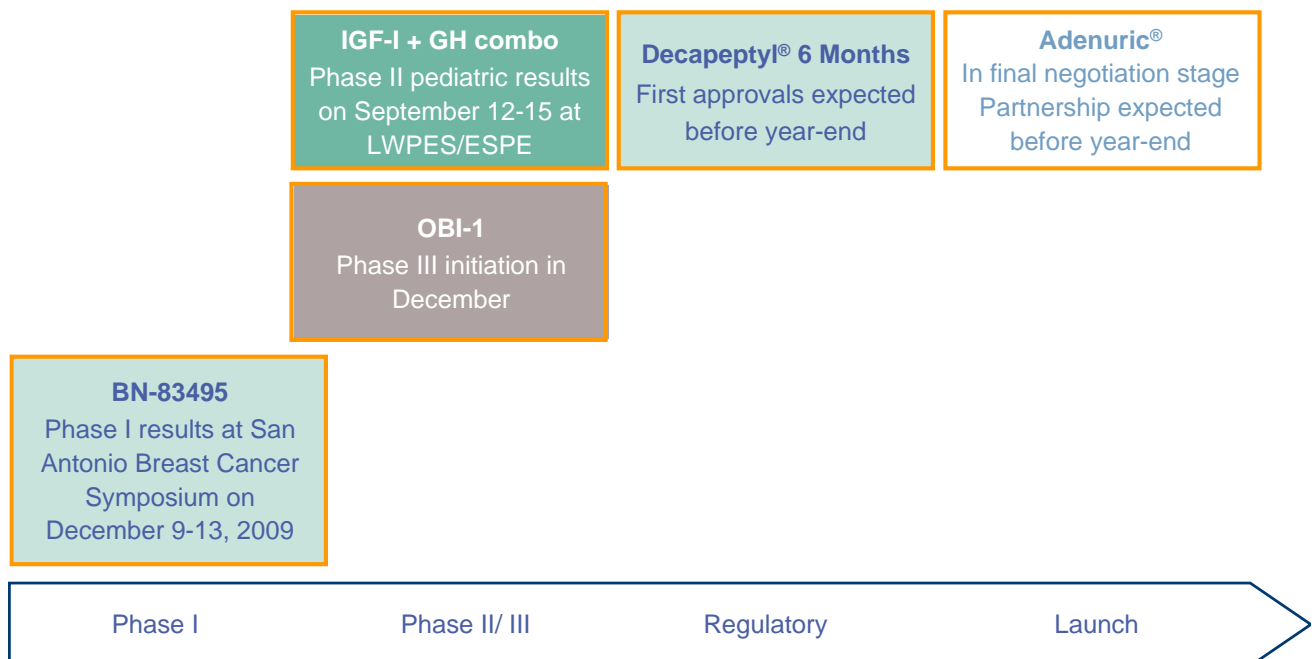 IGF-I + GH combo
Phase II pediatric results
on September 12-15 at
LWPES/ESPE
Decapeptyl® 6 Months
First approvals expected
before year-end
Adenuric®
In final negotiation stage
Partnership expected
before year-end
OBI-1
Phase III initiation in
December
BN-83495
Phase I results at San
Antonio Breast Cancer
Symposium on
December 9-13, 2009
Phase I
Phase II/ III
Regulatory
Launch